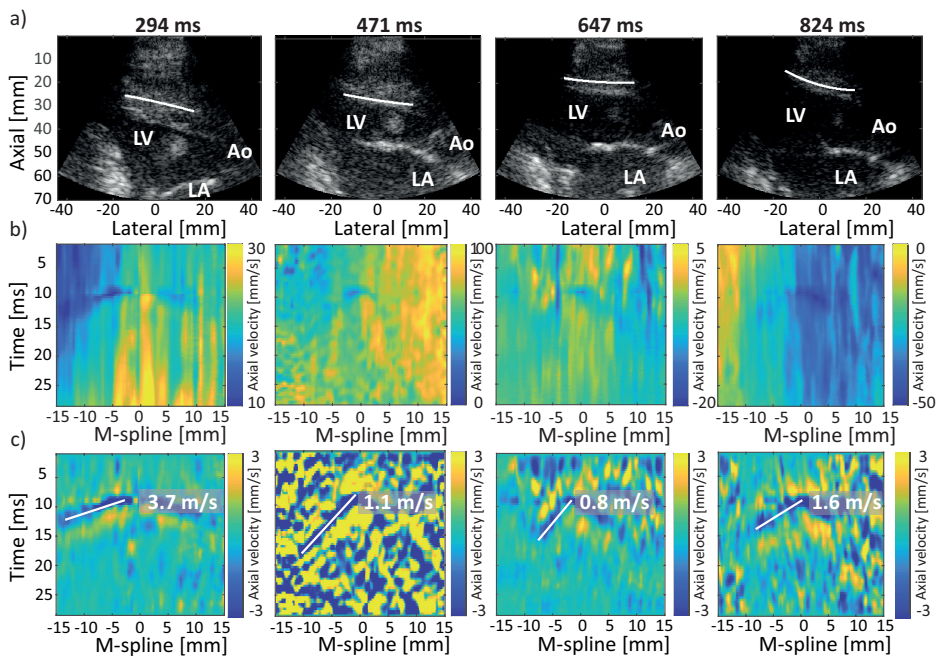 a)
294 ms 471 ms 647 ms 824 ms
Axial [mm]
10
20
30
40
50
60
70
LV Ao LA
LV Ao LA
LV Ao LA
LV Ao LA
-40 -20 0 20 40
-40 -20 0 20 40
-40 -20 0 20 40
-40 -20 0 20 40
Lateral [mm] Lateral [mm] Lateral [mm] Lateral [mm]
b)
Time [ms]
5
10
15
20
25
30 Axial velocity [mm/s] 10
100 Axial velocity [mm/s] 0
5 Axial velocity [mm/s] -20
0 Axial velocity [mm/s] -50
-15 -10 -5 0 5 10 15
-15 -10 -5 0 5 10 15
-15 -10 -5 0 5 10 15
-15 -10 -5 0 5 10 15
M-spline [mm] M-spline [mm] M-spline [mm] M-spline [mm]
c)
Time [ms]
5
10
15
20
25
3.7 m/s 1.1 m/s 0.8 m/s 1.6 m/s
3 Axial velocity [mm/s] -3
3 Axial velocity [mm/s] -3
3 Axial velocity [mm/s] -3
3 Axial velocity [mm/s] -3
-15 -10 -5 0 5 10 15
-15 -10 -5 0 5 10 15
-15 -10 -5 0 5 10 15
-15 -10 -5 0 5 10 15
M-spline [mm] M-spline [mm] M-spline [mm] M-spline [mm]